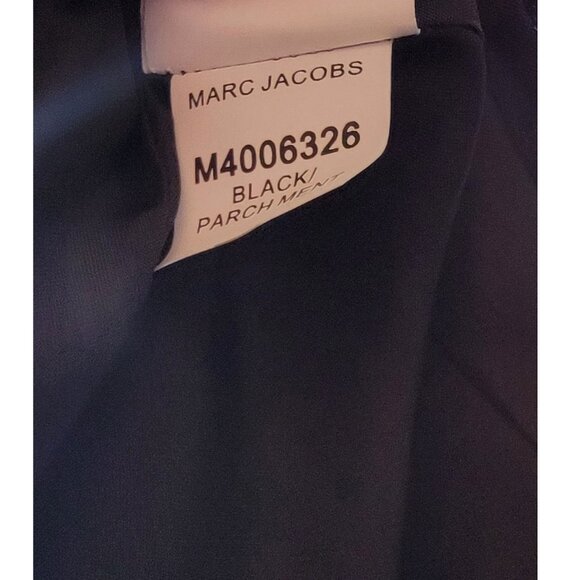 MARC JACOBS
M4006326
BLACK/
PARCHMENT